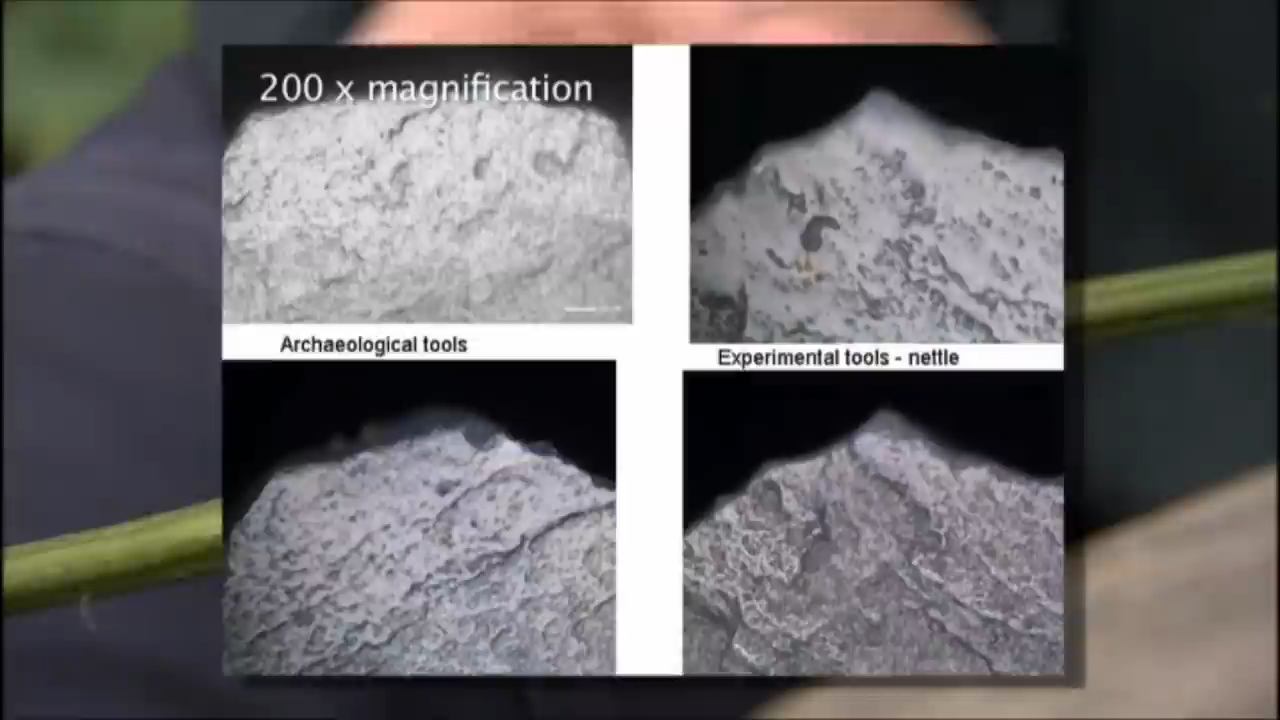 200 x magnification
Archaeological tools
Experimental tools - nettle